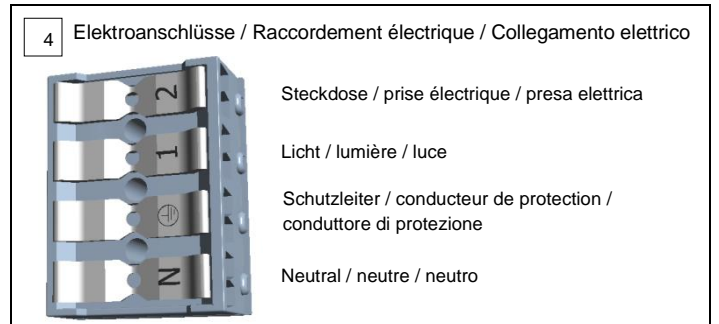 4
Elektroanschlüsse / Raccordement électrique / Collegamento elettrico
2
Steckdose / prise électrique / presa elettrica
1
Licht / lumière / luce
Schutzleiter / conducteur de protection /
conduttore di protezione
N
Neutral / neutre / neutro